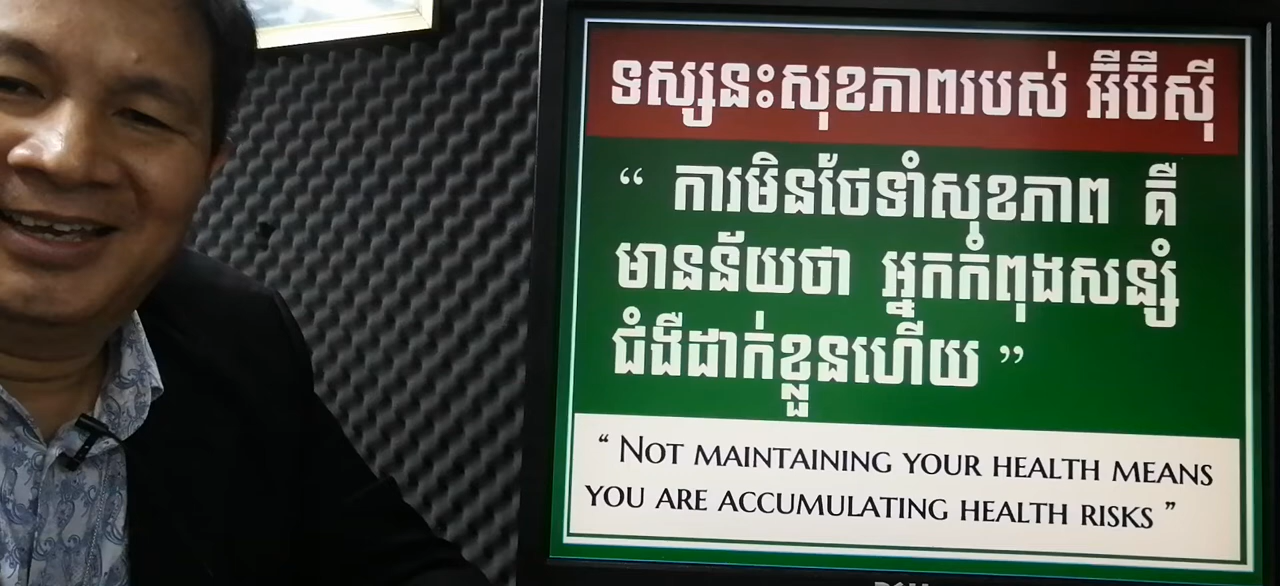 ទស្សនះសុខភាពរបស់ អ៊ីប៊ីស៊ី
“ ការមិនថែទាំសុខភាព គឺ
មានន័យថា អ្នកកំពុងសន្សំ
ជំងឺដាក់ខ្លួនហើយ ”
“ Not maintaining your health means
you are accumulating health risks ”